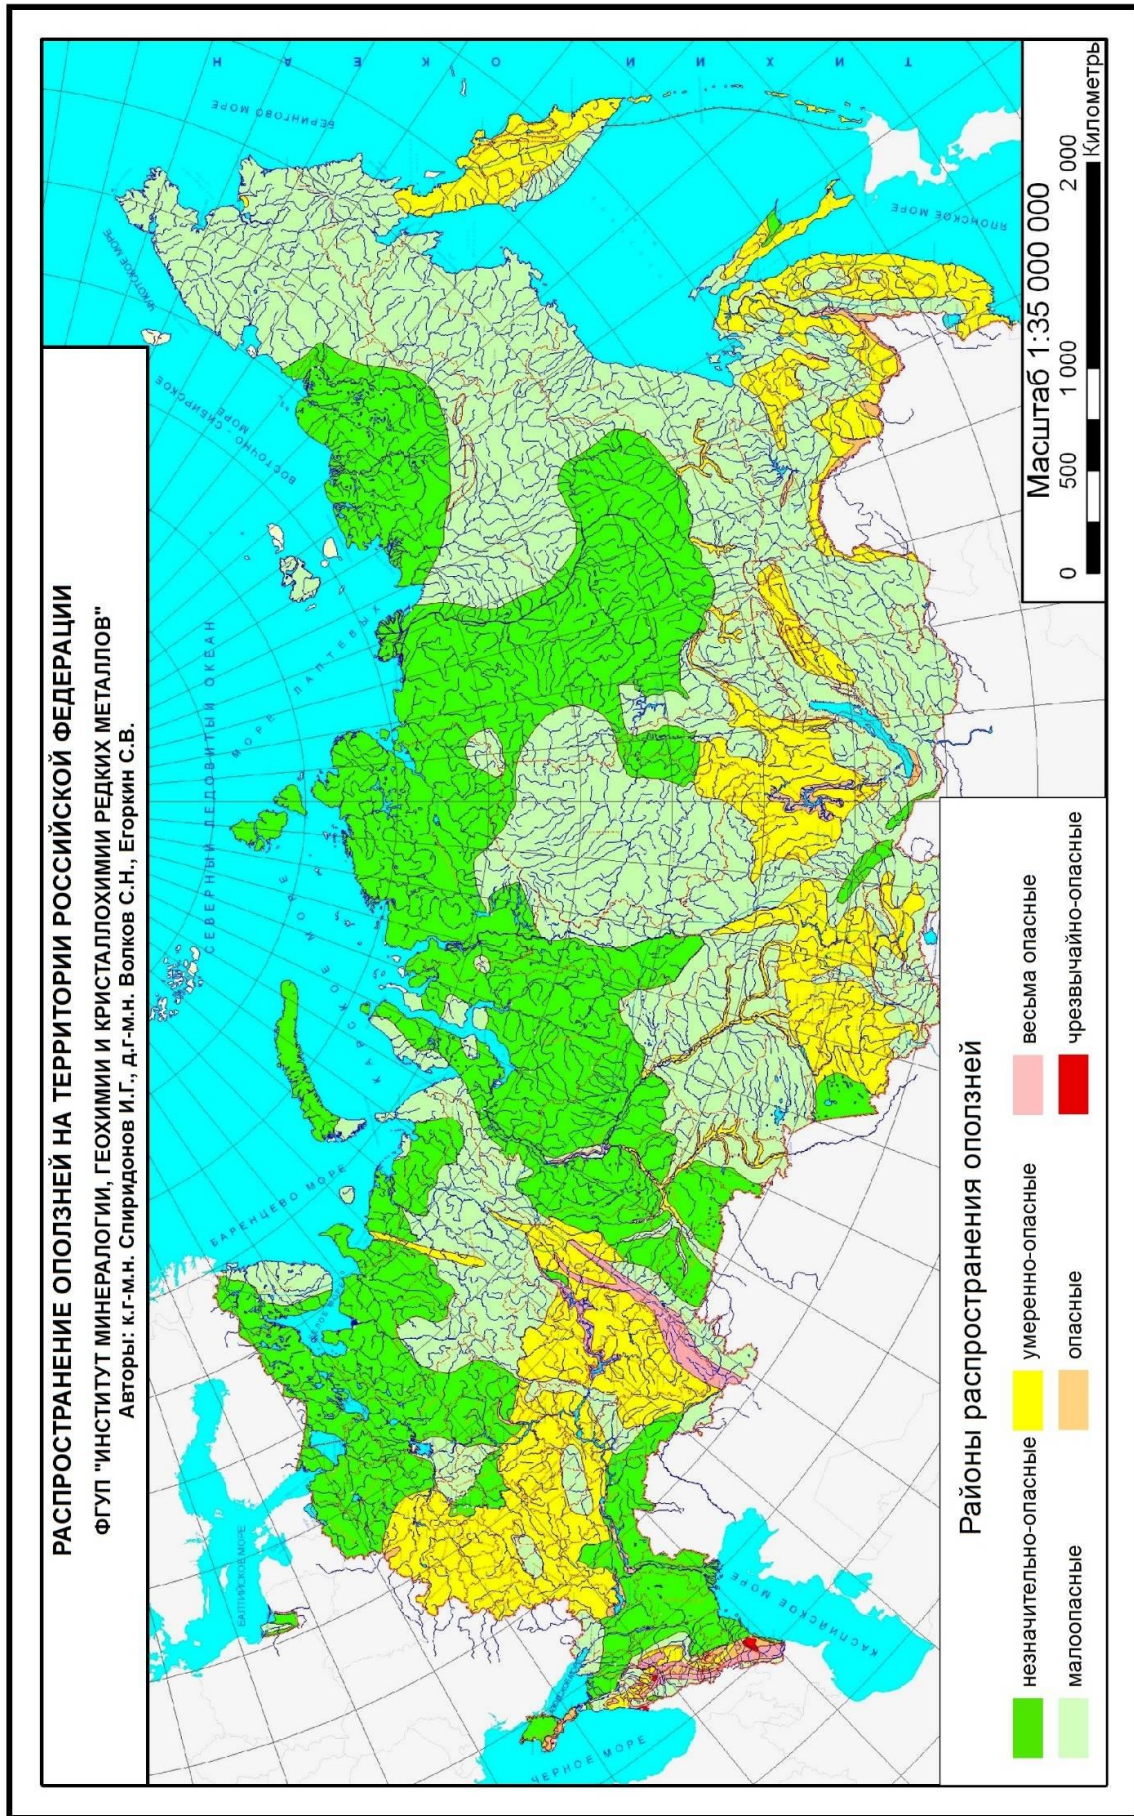 РАСПРОСТРАНЕНИЕ ОПОЛЗНЕЙ НА ТЕРРИТОРИИ РОССИЙСКОЙ ФЕДЕРАЦИИ
ФГУП "ИНСТИТУТ МИНЕРАЛОГИИ, ГЕОХИМИИ И КРИСТАЛЛОХИМИИ РЕДКИХ МЕТАЛЛОВ"
Авторы: к.г-м.н. Спиридонов И.Г., д.г-м.н. Волков С.Н., Егоркин С.В.
БАЛТИЙСКОЕ МОРЕ
БАРЕНЦЕВО МОРЕ
КАРСКОЕ МОРЕ
СЕВЕРНЫЙ ЛЕДОВИТЫЙ ОКЕАН
МОРЕ ЛАПТЕВЫХ
ВОСТОЧНО - СИБИРСКОЕ
МОРЕ
ЧУКОТСКОЕ МОРЕ
БЕРИНГОВО МОРЕ
ТИХИЙ ОКЕАН
ЯПОНСКОЕ МОРЕ
ЧЕРНОЕ МОРЕ
КАСПИЙСКОЕ МОРЕ
Районы распространения оползней
незначительно-опасные
умеренно-опасные
весьма опасные
малоопасные
опасные
чрезвычайно-опасные
Масштаб 1:35 000 000
0 500 1 000 2 000
Километры